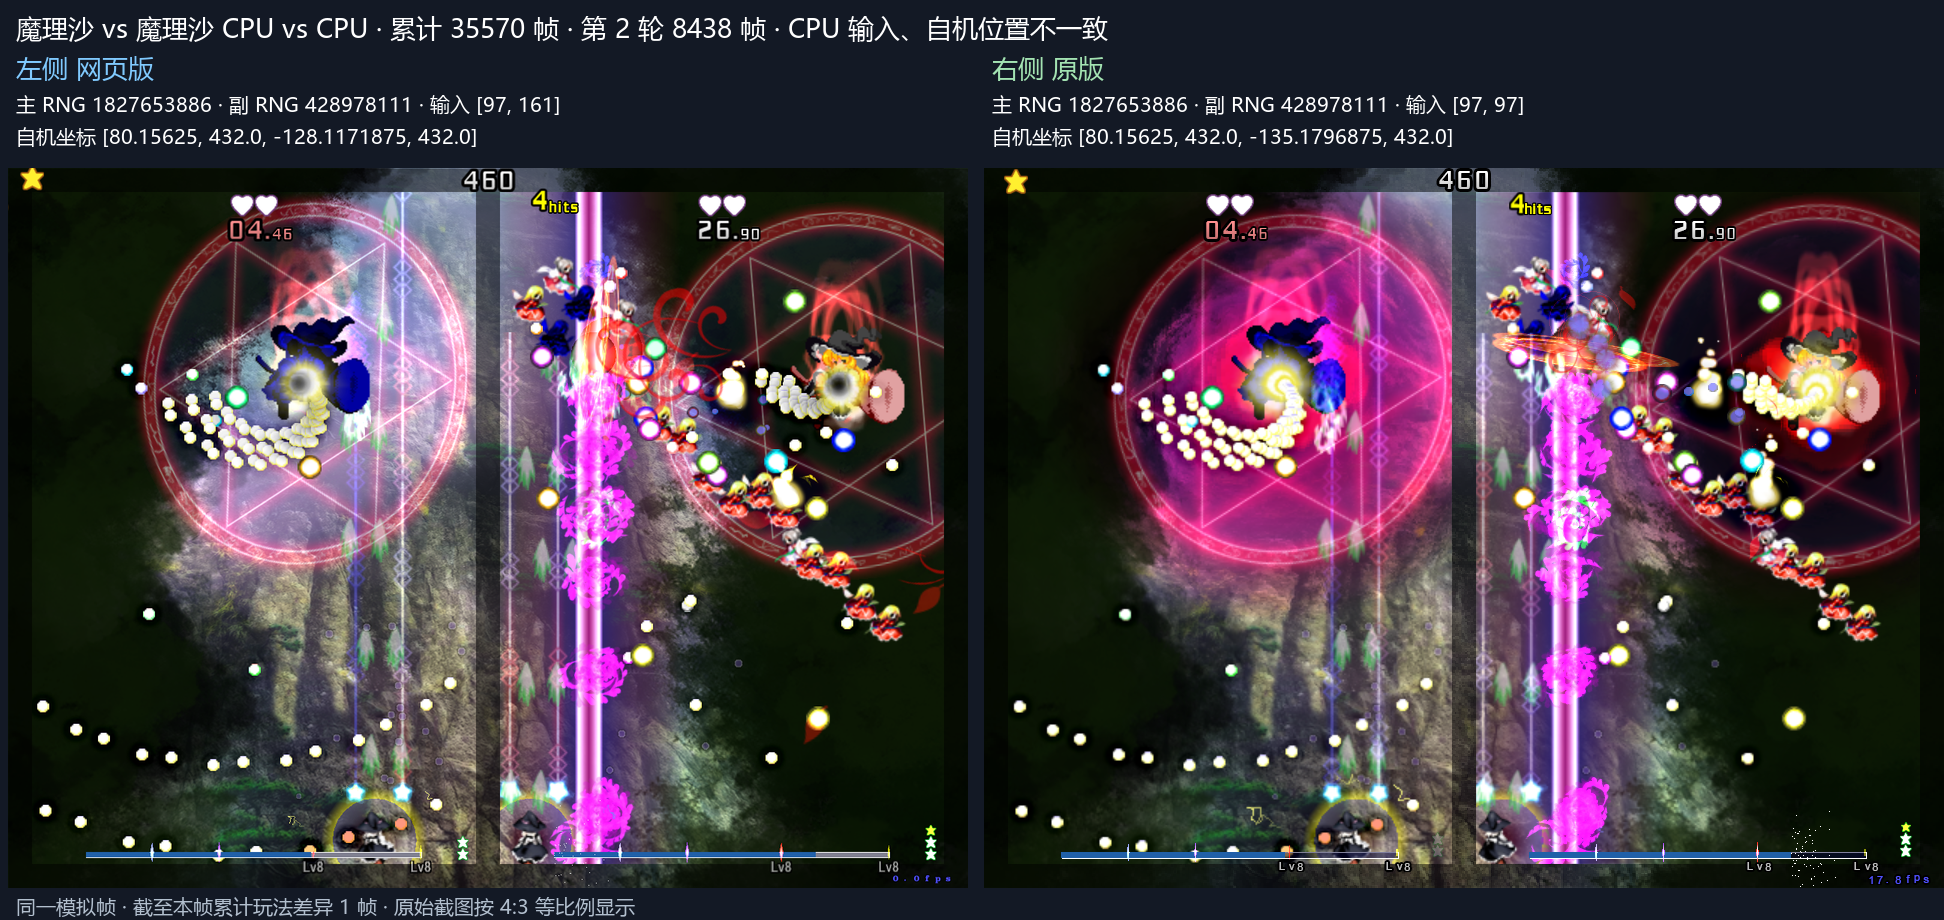 魔理沙 vs 魔理沙 CPU vs CPU · 累计 35570 帧 · 第 2 轮 8438 帧 · CPU 输入、自机位置不一致
左侧 网页版
主 RNG 1827653886 · 副 RNG 428978111 · 输入 [97, 161]
自机坐标 [80.15625, 432.0, -128.1171875, 432.0]
右侧 原版
主 RNG 1827653886 · 副 RNG 428978111 · 输入 [97, 97]
自机坐标 [80.15625, 432.0, -135.1796875, 432.0]
460
4hits
04.46
26.90
Lv8
Lv8
Lv8
Lv8
0.0fps
460
4hits
04.46
26.90
Lv8
Lv8
Lv8
Lv8
17.8fps
同一模拟帧 · 截至本帧累计玩法差异 1 帧 · 原始截图按 4:3 等比例显示